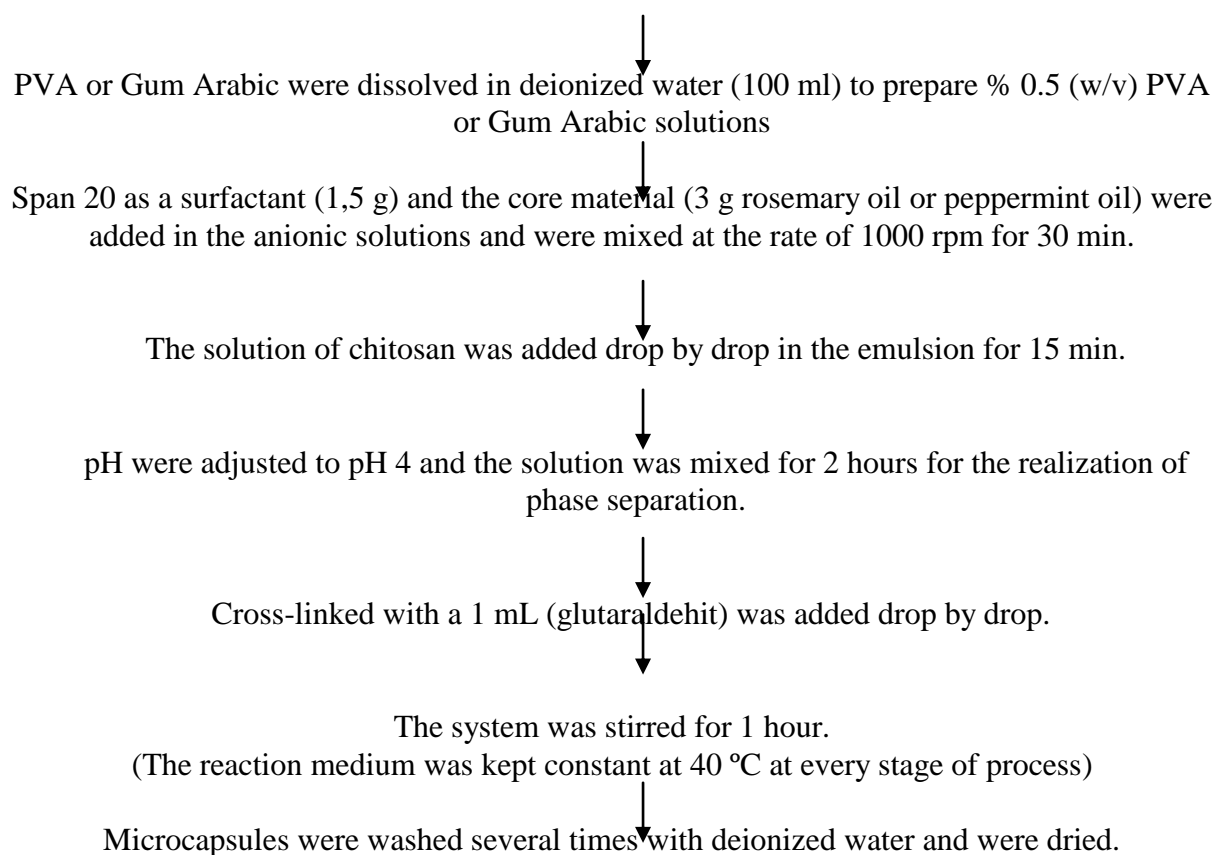 PVA or Gum Arabic were dissolved in deionized water (100 ml) to prepare % 0.5 (w/v) PVA
or Gum Arabic solutions
Span 20 as a surfactant (1,5 g) and the core material (3 g rosemary oil or peppermint oil) were
added in the anionic solutions and were mixed at the rate of 1000 rpm for 30 min.
The solution of chitosan was added drop by drop in the emulsion for 15 min.
pH were adjusted to pH 4 and the solution was mixed for 2 hours for the realization of
phase separation.
Cross-linked with a 1 mL (glutaraldehit) was added drop by drop.
The system was stirred for 1 hour.
(The reaction medium was kept constant at 40 ºC at every stage of process)
Microcapsules were washed several times with deionized water and were dried.